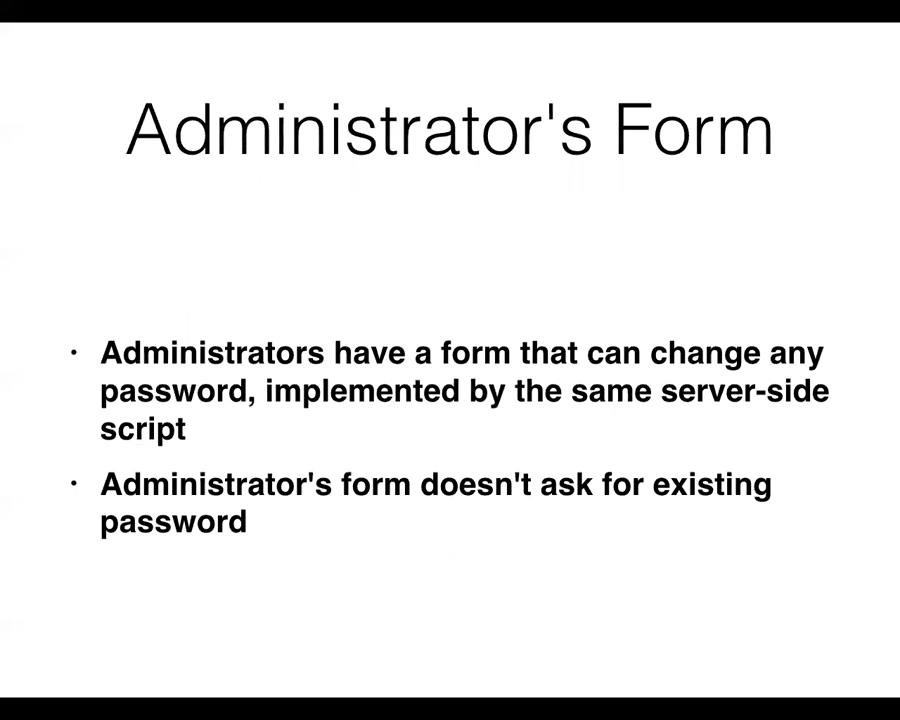 Administrator's Form
• Administrators have a form that can change any
password, implemented by the same server-side
script
• Administrator's form doesn't ask for existing
password